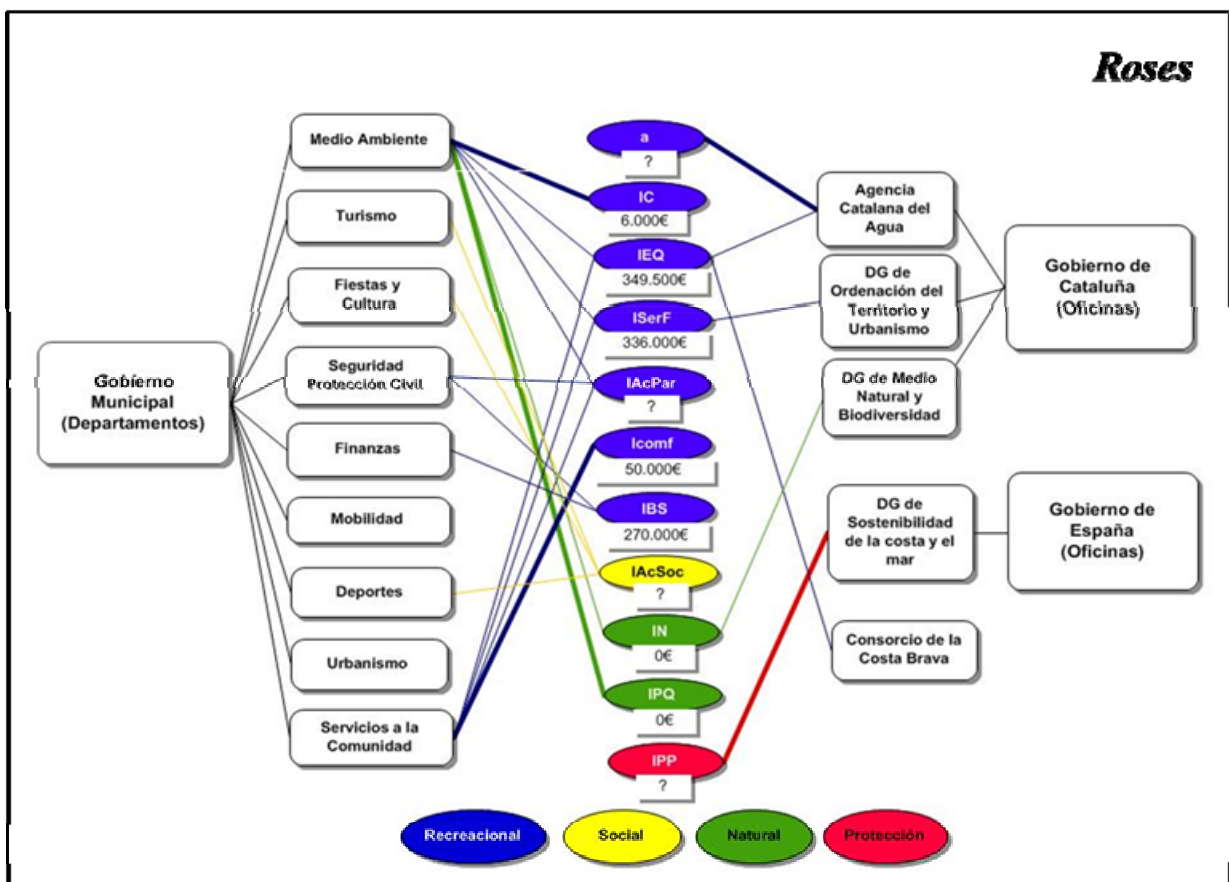 Roses
Gobierno
Municipal
(Departamentos)
Medio Ambiente
Turismo
Fiestas y
Cultura
Seguridad
Protección Civil
Finanzas
Mobilidad
Deportes
Urbanismo
Servicios a la
Comunidad
a
?
IC
6.000€
IEQ
349.500€
ISerF
336.000€
IAcPar
?
Icomf
50.000€
IBS
270.000€
IAcSoc
?
IN
0€
IPQ
0€
IPP
?
Agencia
Catalana del
Agua
DG de
Ordenación del
Territorio y
Urbanismo
DG de Medio
Natural y
Biodiversidad
DG de
Sostenibilidad
de la costa y el
mar
Consorcio de la
Costa Brava
Gobierno de
Cataluña
(Oficinas)
Gobierno de
España
(Oficinas)
Recreacional
Social
Natural
Protección